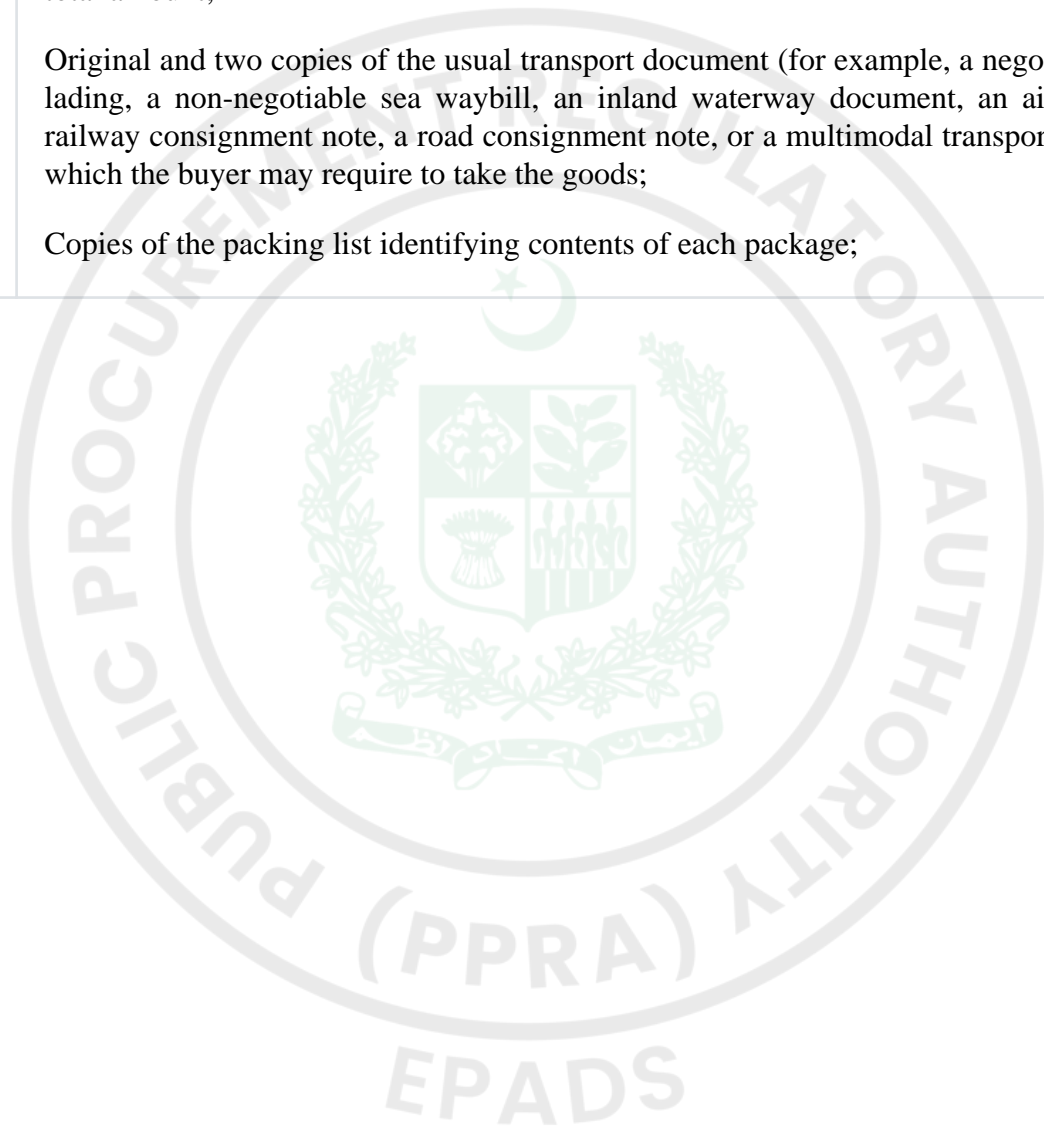 Original and two copies of the usual transport document (for example, a nego
lading, a non-negotiable sea waybill, an inland waterway document, an ai
railway consignment note, a road consignment note, or a multimodal transpor
which the buyer may require to take the goods;
Copies of the packing list identifying contents of each package;
PUBLIC PROCUREMENT REGULATORY AUTHORITY
(PPRA)
EPADS